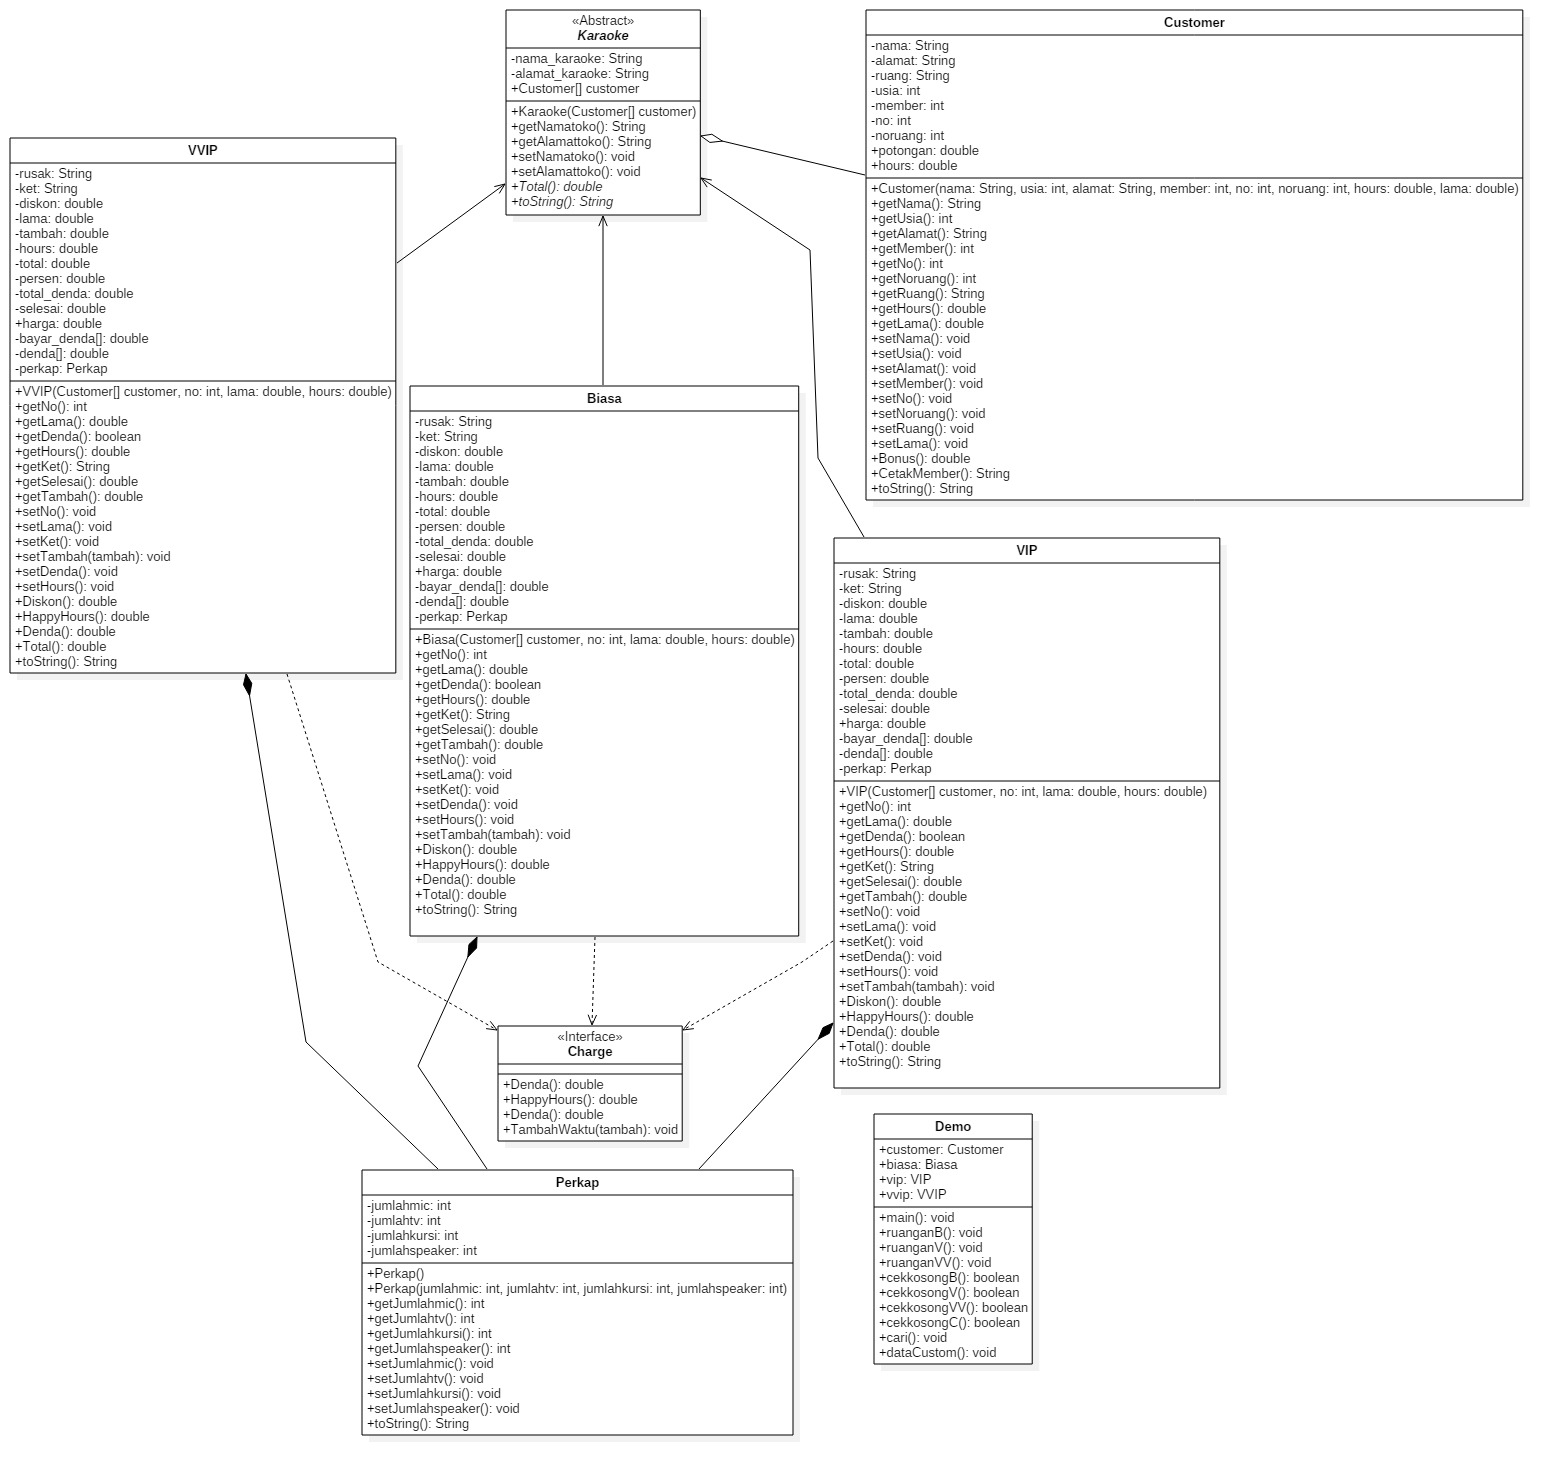 «Abstract»
Karaoke
-nama_karaoke: String
-alamat_karaoke: String
+Customer[] customer
+Karaoke(Customer[] customer)
+getNamatoko(): String
+getAlamattoko(): String
+setNamatoko(): void
+setAlamattoko(): void
+Total(): double
+toString(): String
Customer
-nama: String
-alamat: String
-ruang: String
-usia: int
-member: int
-no: int
-noruang: int
+potongan: double
+hours: double
+Customer(nama: String, usia: int, alamat: String, member: int, no: int, noruang: int, hours: double, lama: double)
+getNama(): String
+getUsia(): int
+getAlamat(): String
+getMember(): int
+getNo(): int
+getNoruang(): int
+getRuang(): String
+getHours(): double
+getLama(): double
+setNama(): void
+setUsia(): void
+setAlamat(): void
+setMember(): void
+setNo(): void
+setNoruang(): void
+setRuang(): void
+setLama(): void
+Bonus(): double
+CetakMember(): String
+toString(): String
VVIP
-rusak: String
-ket: String
-diskon: double
-lama: double
-tambah: double
-hours: double
-total: double
-persen: double
-total_denda: double
-selesai: double
+harga: double
-bayar_denda[]: double
-denda[]: double
-perkap: Perkap
+VVIP(Customer[] customer, no: int, lama: double, hours: double)
+getNo(): int
+getLama(): double
+getDenda(): boolean
+getHours(): double
+getKet(): String
+getSelesai(): double
+getTambah(): double
+setNo(): void
+setLama(): void
+setKet(): void
+setTambah(tambah): void
+setDenda(): void
+setHours(): void
+Diskon(): double
+HappyHours(): double
+Denda(): double
+Total(): double
+toString(): String
Biasa
-rusak: String
-ket: String
-diskon: double
-lama: double
-tambah: double
-hours: double
-total: double
-persen: double
-total_denda: double
-selesai: double
+harga: double
-bayar_denda[]: double
-denda[]: double
-perkap: Perkap
+Biasa(Customer[] customer, no: int, lama: double, hours: double)
+getNo(): int
+getLama(): double
+getDenda(): boolean
+getHours(): double
+getKet(): String
+getSelesai(): double
+getTambah(): double
+setNo(): void
+setLama(): void
+setKet(): void
+setDenda(): void
+setHours(): void
+setTambah(tambah): void
+Diskon(): double
+HappyHours(): double
+Denda(): double
+Total(): double
+toString(): String
VIP
-rusak: String
-ket: String
-diskon: double
-lama: double
-tambah: double
-hours: double
-total: double
-persen: double
-total_denda: double
-selesai: double
+harga: double
-bayar_denda[]: double
-denda[]: double
-perkap: Perkap
+VIP(Customer[] customer, no: int, lama: double, hours: double)
+getNo(): int
+getLama(): double
+getDenda(): boolean
+getHours(): double
+getKet(): String
+getSelesai(): double
+getTambah(): double
+setNo(): void
+setLama(): void
+setKet(): void
+setDenda(): void
+setHours(): void
+setTambah(tambah): void
+Diskon(): double
+HappyHours(): double
+Denda(): double
+Total(): double
+toString(): String
«Interface»
Charge
+Denda(): double
+HappyHours(): double
+Denda(): double
+TambahWaktu(tambah): void
Demo
+customer: Customer
+biasa: Biasa
+vip: VIP
+vvip: VVIP
+main(): void
+ruanganB(): void
+ruanganV(): void
+ruanganVV(): void
+cekkosongB(): boolean
+cekkosongV(): boolean
+cekkosongVV(): boolean
+cekkosongC(): boolean
+cari(): void
+dataCustom(): void
Perkap
-jumlahmic: int
-jumlahtv: int
-jumlahkursi: int
-jumlahspeaker: int
+Perkap()
+Perkap(jumlahmic: int, jumlahtv: int, jumlahkursi: int, jumlahspeaker: int)
+getJumlahmic(): int
+getJumlahtv(): int
+getJumlahkursi(): int
+getJumlahspeaker(): int
+setJumlahmic(): void
+setJumlahtv(): void
+setJumlahkursi(): void
+setJumlahspeaker(): void
+toString(): String